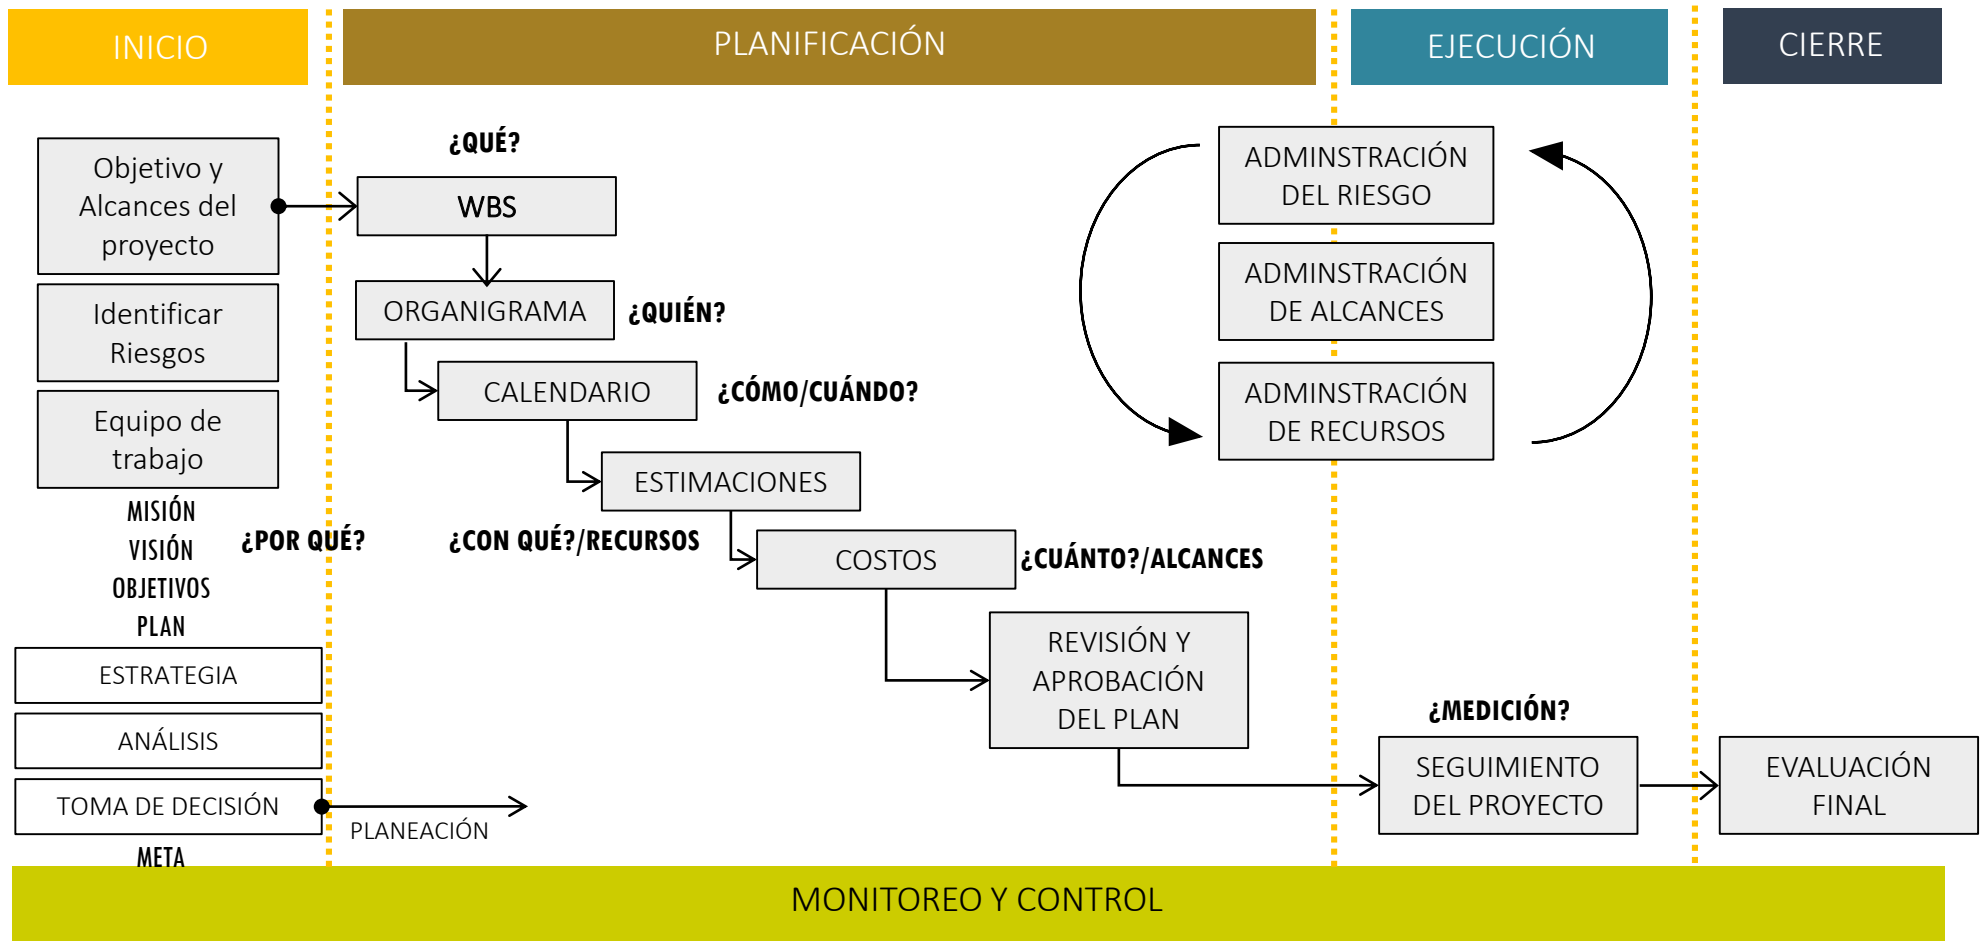 INICIO
PLANIFICACIÓN
EJECUCIÓN
CIERRE
Objetivo y
Alcances del
proyecto
Identificar
Riesgos
Equipo de
trabajo
MISIÓN
VISIÓN
OBJETIVOS
PLAN
¿POR QUÉ?
ESTRATEGIA
ANÁLISIS
TOMA DE DECISIÓN
META
PLANEACIÓN
¿QUÉ?
WBS
ORGANIGRAMA
¿QUIÉN?
CALENDARIO
¿CÓMO/CUÁNDO?
ESTIMACIONES
¿CON QUÉ?/RECURSOS
COSTOS
¿CUÁNTO?/ALCANCES
REVISIÓN Y
APROBACIÓN
DEL PLAN
ADMINSTRACIÓN
DEL RIESGO
ADMINSTRACIÓN
DE ALCANCES
ADMINSTRACIÓN
DE RECURSOS
¿MEDICIÓN?
SEGUIMIENTO
DEL PROYECTO
EVALUACIÓN
FINAL
MONITOREO Y CONTROL